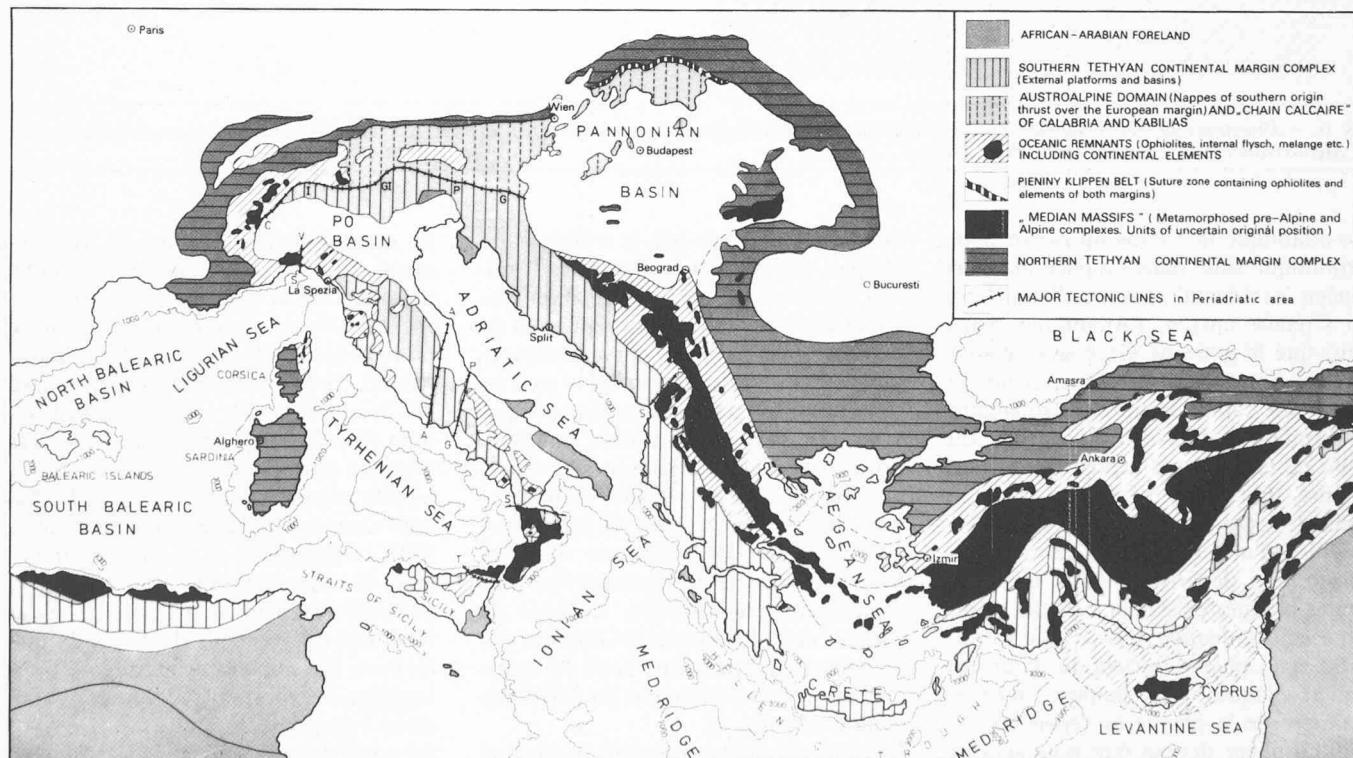 Paris
AFRICAN–ARABIAN FORELAND
SOUTHERN TETHYAN CONTINENTAL MARGIN COMPLEX
(External platforms and basins)
AUSTROALPINE DOMAIN (Nappes of southern origin
thrust over the European margin) AND „CHAIN CALCAIRE"
OF CALABRIA AND KABILIAS
OCEANIC REMNANTS (Ophiolites, internal flysch, melange etc.)
INCLUDING CONTINENTAL ELEMENTS
PIENINY KLIPPEN BELT (Suture zone containing ophiolites and
elements of both margins)
„ MEDIAN MASSIFS " ( Metamorphosed pre-Alpine and
Alpine complexes. Units of uncertain original position )
NORTHERN TETHYAN CONTINENTAL MARGIN COMPLEX
MAJOR TECTONIC LINES in Periadriatic area
Wien
PANNONIAN
Budapest
BASIN
I
GI
P
G
C
PO
BASIN
V
S
La Spezia
Beograd
Bucuresti
BLACK SEA
1000
Amasra
1000
ADRIATIC SEA
Split
A
P
A
G
S
S
LIGURIAN SEA
NORTH BALEARIC
BASIN
CORSICA
1000
1000
Alghero
SARDINIA
TYRHENIAN
SEA
BALEARIC ISLANDS
SOUTH BALEARIC
BASIN
Ankara
AEGEAN SEA
Izmir
STRAITS OF SICILY
SICILY
T
IONIAN SEA
MED. RIDGE
CRETE
TROUGH
MED. RIDGE
CYPRUS
LEVANTINE SEA